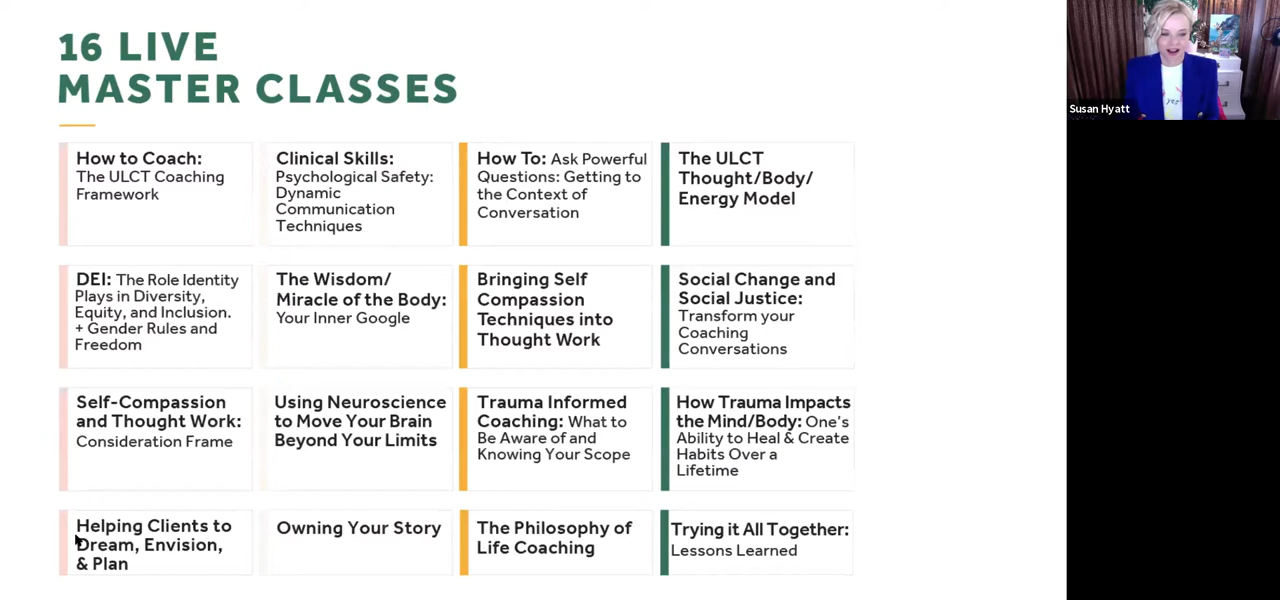 16 LIVE
MASTER CLASSES
How to Coach:
The ULCT Coaching
Framework
Clinical Skills:
Psychological Safety:
Dynamic
Communication
Techniques
How To: Ask Powerful
Questions: Getting to
the Context of
Conversation
The ULCT
Thought/Body/
Energy Model
DEI: The Role Identity
Plays in Diversity,
Equity, and Inclusion.
+ Gender Rules and
Freedom
The Wisdom/
Miracle of the Body:
Your Inner Google
Bringing Self
Compassion
Techniques into
Thought Work
Social Change and
Social Justice:
Transform your
Coaching
Conversations
Self-Compassion
and Thought Work:
Consideration Frame
Using Neuroscience
to Move Your Brain
Beyond Your Limits
Trauma Informed
Coaching: What to
Be Aware of and
Knowing Your Scope
How Trauma Impacts
the Mind/Body: One's
Ability to Heal & Create
Habits Over a
Lifetime
Helping Clients to
Dream, Envision,
& Plan
Owning Your Story
The Philosophy of
Life Coaching
Trying it All Together:
Lessons Learned
Susan Hyatt